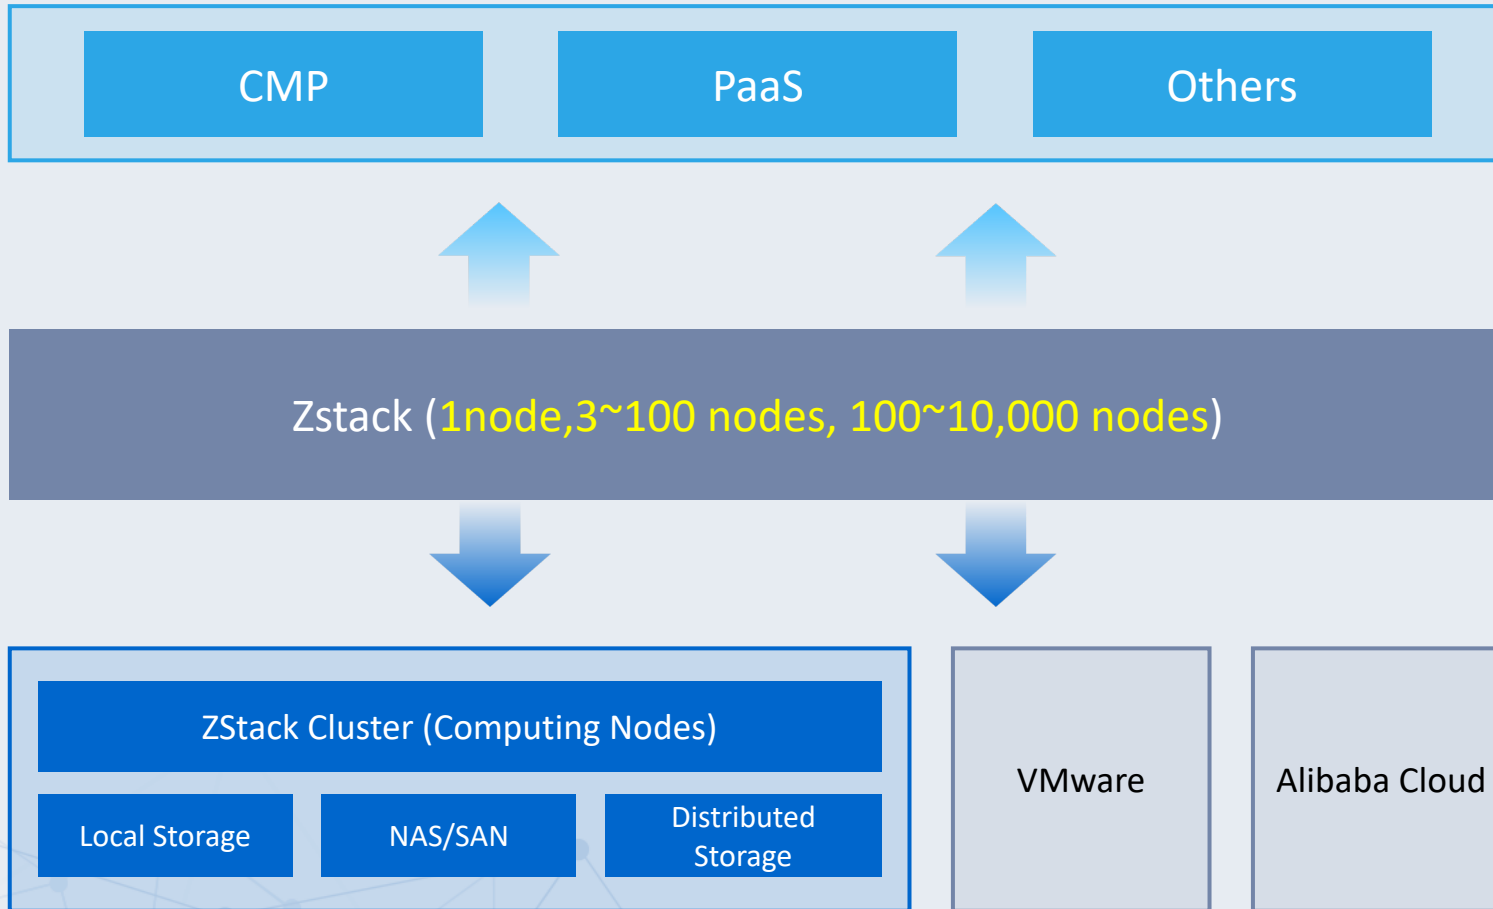 CMP
PaaS
Others
Zstack (1node,3~100 nodes, 100~10,000 nodes)
ZStack Cluster (Computing Nodes)
Local Storage
NAS/SAN
Distributed
Storage
VMware
Alibaba Cloud